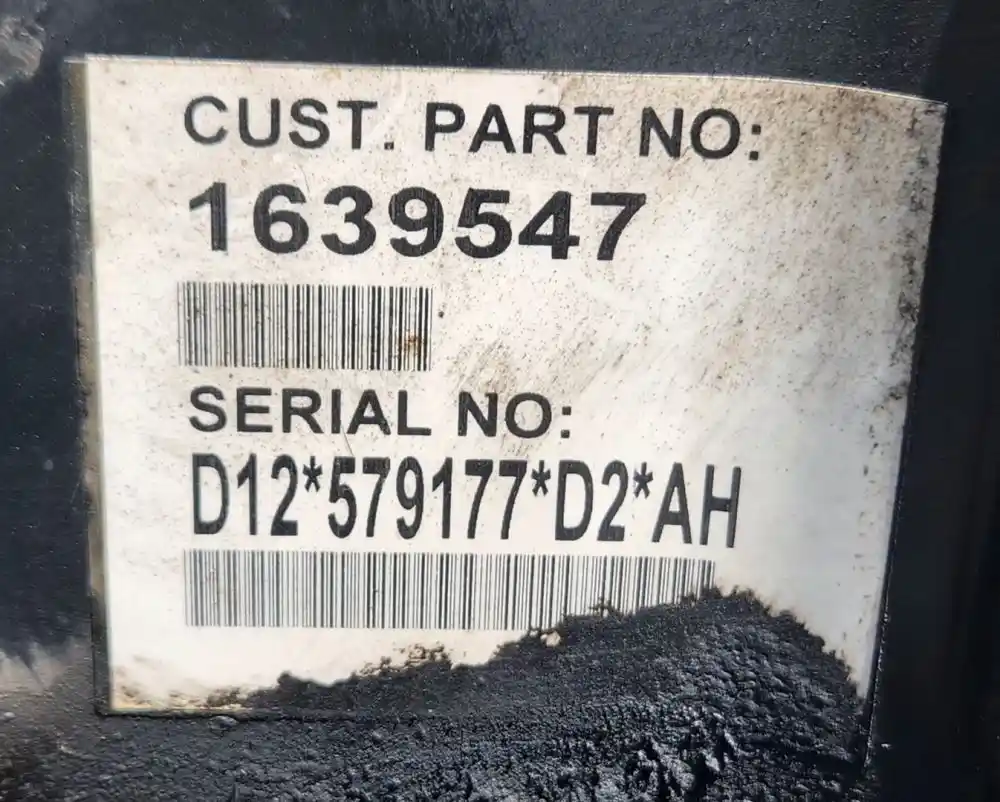 CUST. PART NO:
1639547
SERIAL NO:
D12*579177*D2*AH